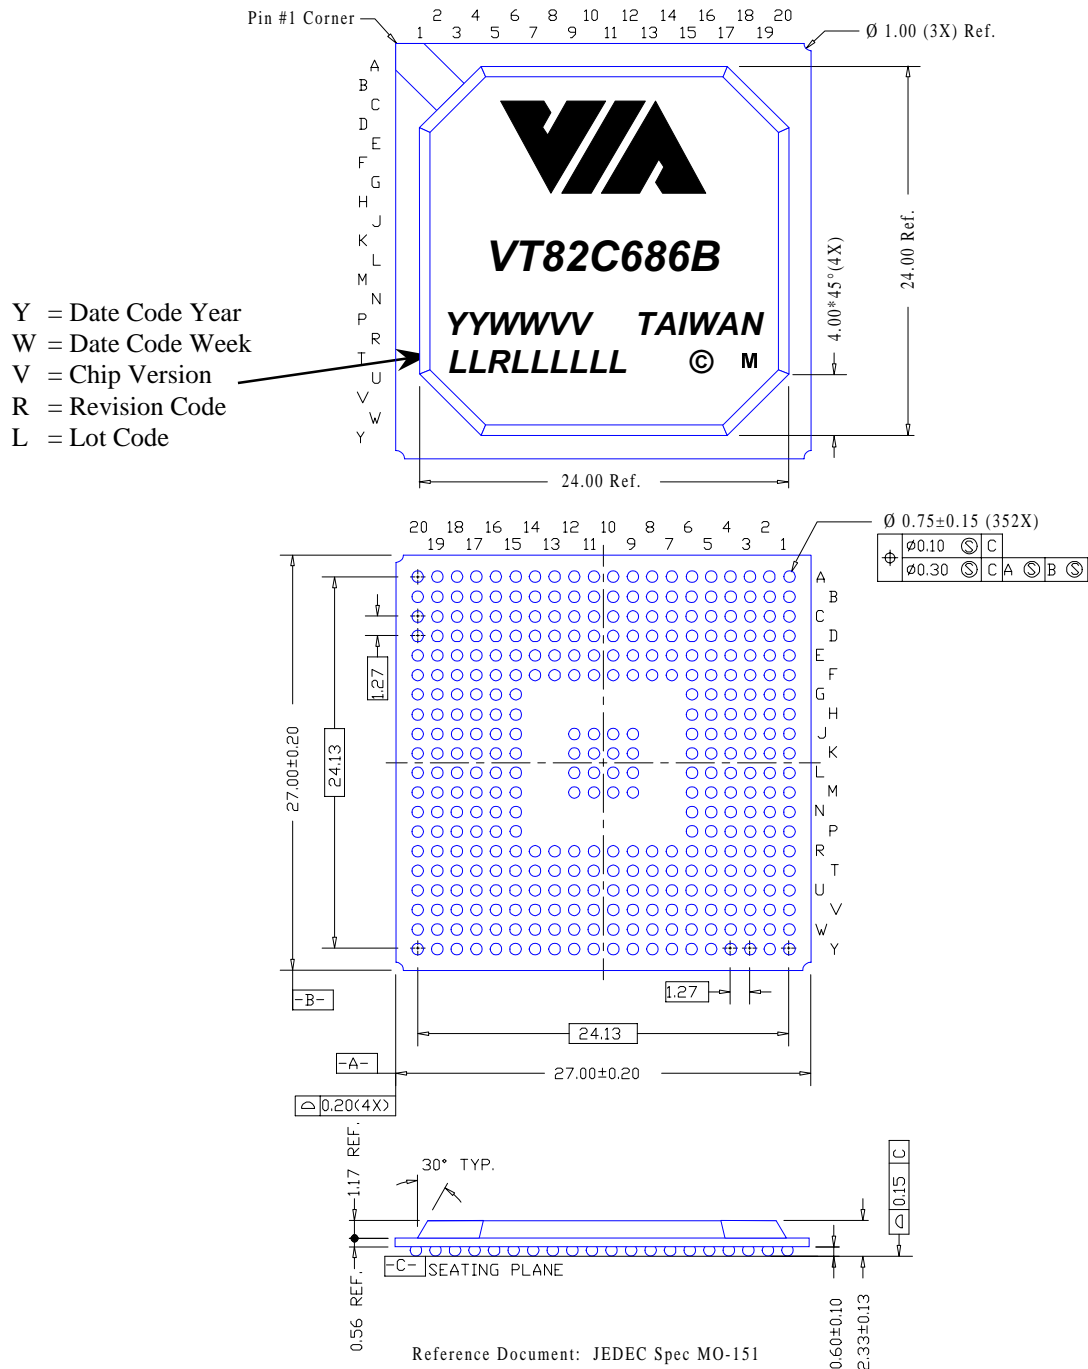 Pin #1 Corner
2 4 6 8 10 12 14 16 18 20
1 3 5 7 9 11 13 15 17 19
Ø 1.00 (3X) Ref.
A
B
C
D
E
F
G
H
J
K
L
M
N
P
R
T
U
V
W
Y
VIA
VT82C686B
YYWWVV TAIWAN
LLRLLLLLL © M
Y = Date Code Year
W = Date Code Week
V = Chip Version
R = Revision Code
L = Lot Code
4.00*45°(4X)
24.00 Ref.
24.00 Ref.
20 18 16 14 12 10 8 6 4 2
19 17 15 13 11 9 7 5 3 1
Ø 0.75±0.15 (352X)
⌖ Ø0.10 Ⓢ C
Ø0.30 Ⓢ C A Ⓢ B Ⓢ
A
B
C
D
E
F
G
H
J
K
L
M
N
P
R
T
U
V
W
Y
1.27
24.13
27.00±0.20
-B-
1.27
24.13
-A-
27.00±0.20
⌓ 0.20(4X)
1.17 REF.
30° TYP.
⌓ 0.15 C
-C- SEATING PLANE
0.56 REF.
0.60±0.10
2.33±0.13
Reference Document: JEDEC Spec MO-151